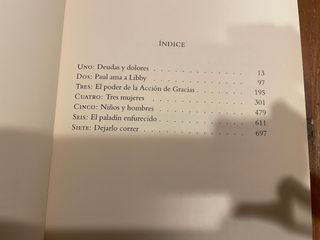 ÍNDICE
UNO: Deudas y dolores . . . . . . . . . . . . 13
DOS: Paul ama a Libby . . . . . . . . . . . . 97
TRES: El poder de la Acción de Gracias . . . . . . 195
CUATRO: Tres mujeres . . . . . . . . . . . . 301
CINCO: Niños y hombres . . . . . . . . . . . 479
SEIS: El paladín enfurecido . . . . . . . . . . 611
SIETE: Dejarlo correr . . . . . . . . . . . . 697